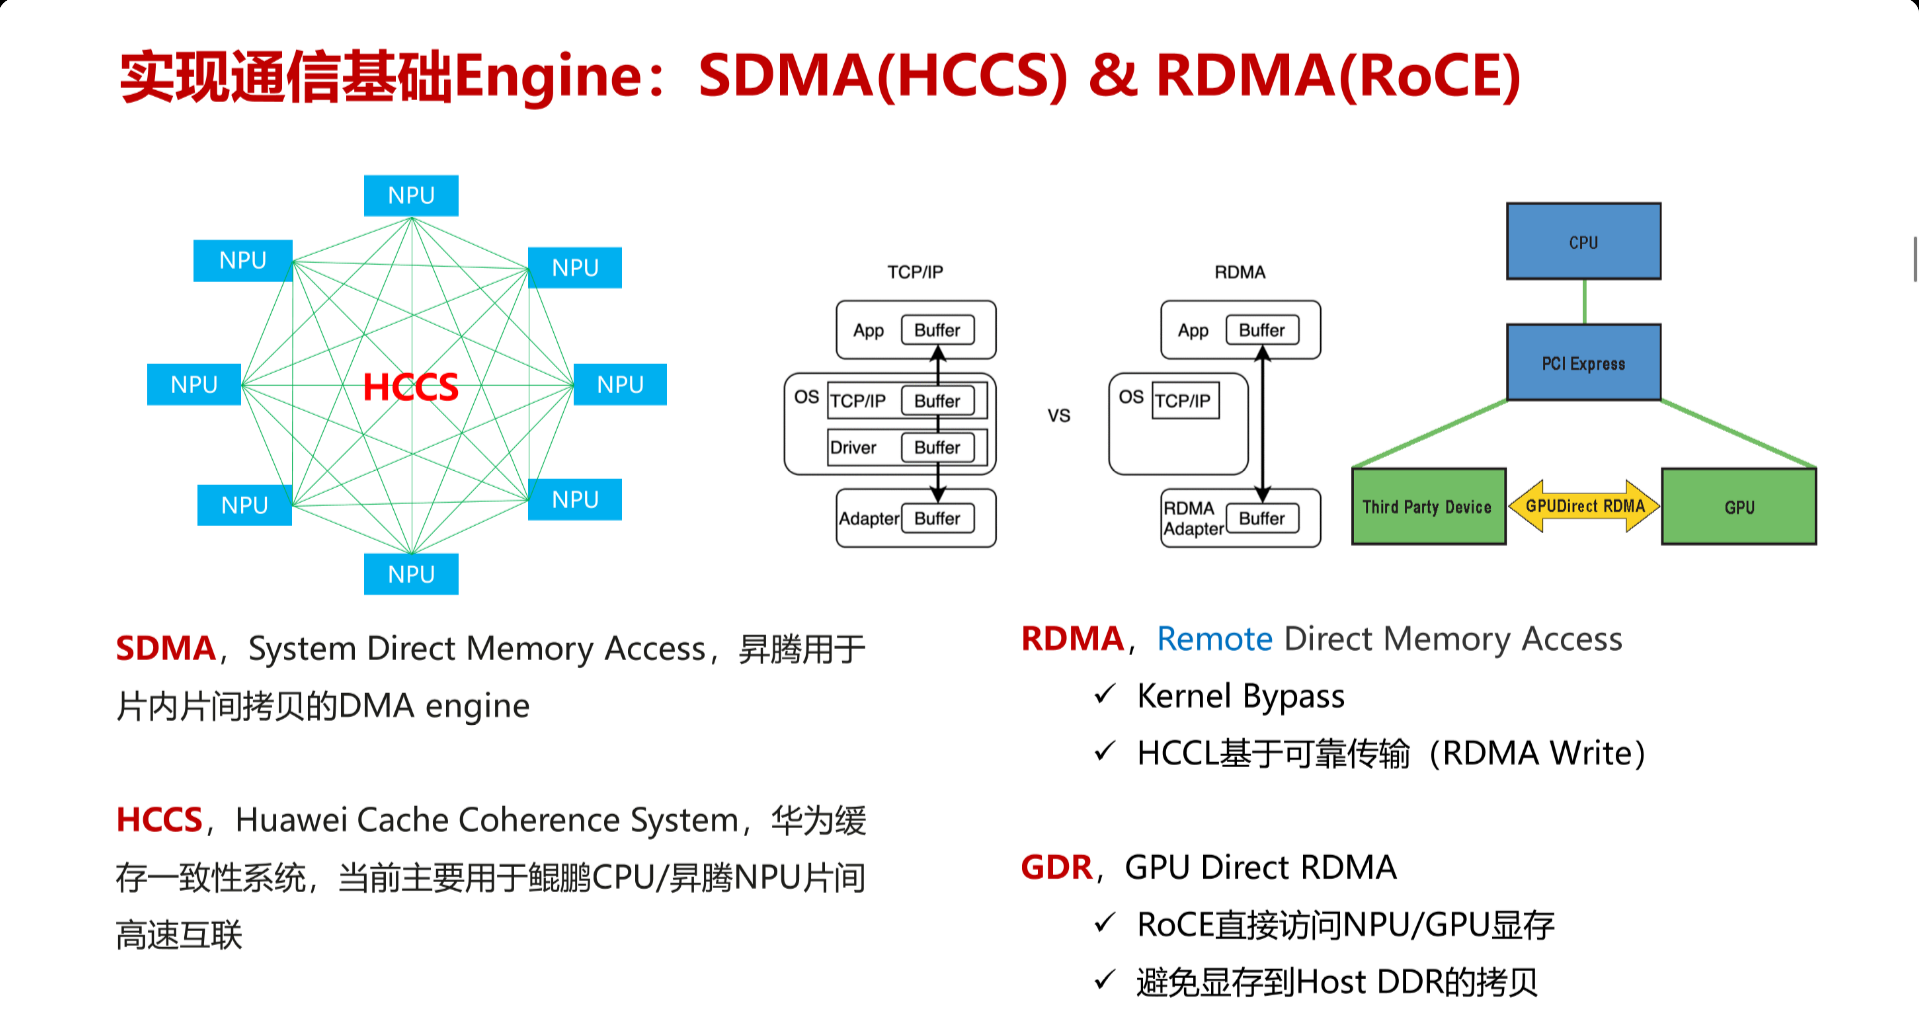 实现通信基础Engine：SDMA(HCCS) & RDMA(RoCE)
NPU
NPU
NPU
NPU
HCCS
NPU
NPU
NPU
NPU
TCP/IP
App Buffer
OS TCP/IP Buffer
Driver Buffer
Adapter Buffer
VS
RDMA
App Buffer
OS TCP/IP
RDMA
Adapter Buffer
CPU
PCI Express
Third Party Device
GPUDirect RDMA
GPU
SDMA，System Direct Memory Access，昇腾用于
片内片间拷贝的DMA engine
HCCS，Huawei Cache Coherence System，华为缓
存一致性系统，当前主要用于鲲鹏CPU/昇腾NPU片间
高速互联
RDMA，Remote Direct Memory Access
✓ Kernel Bypass
✓ HCCL基于可靠传输（RDMA Write）
GDR，GPU Direct RDMA
✓ RoCE直接访问NPU/GPU显存
✓ 避免显存到Host DDR的拷贝